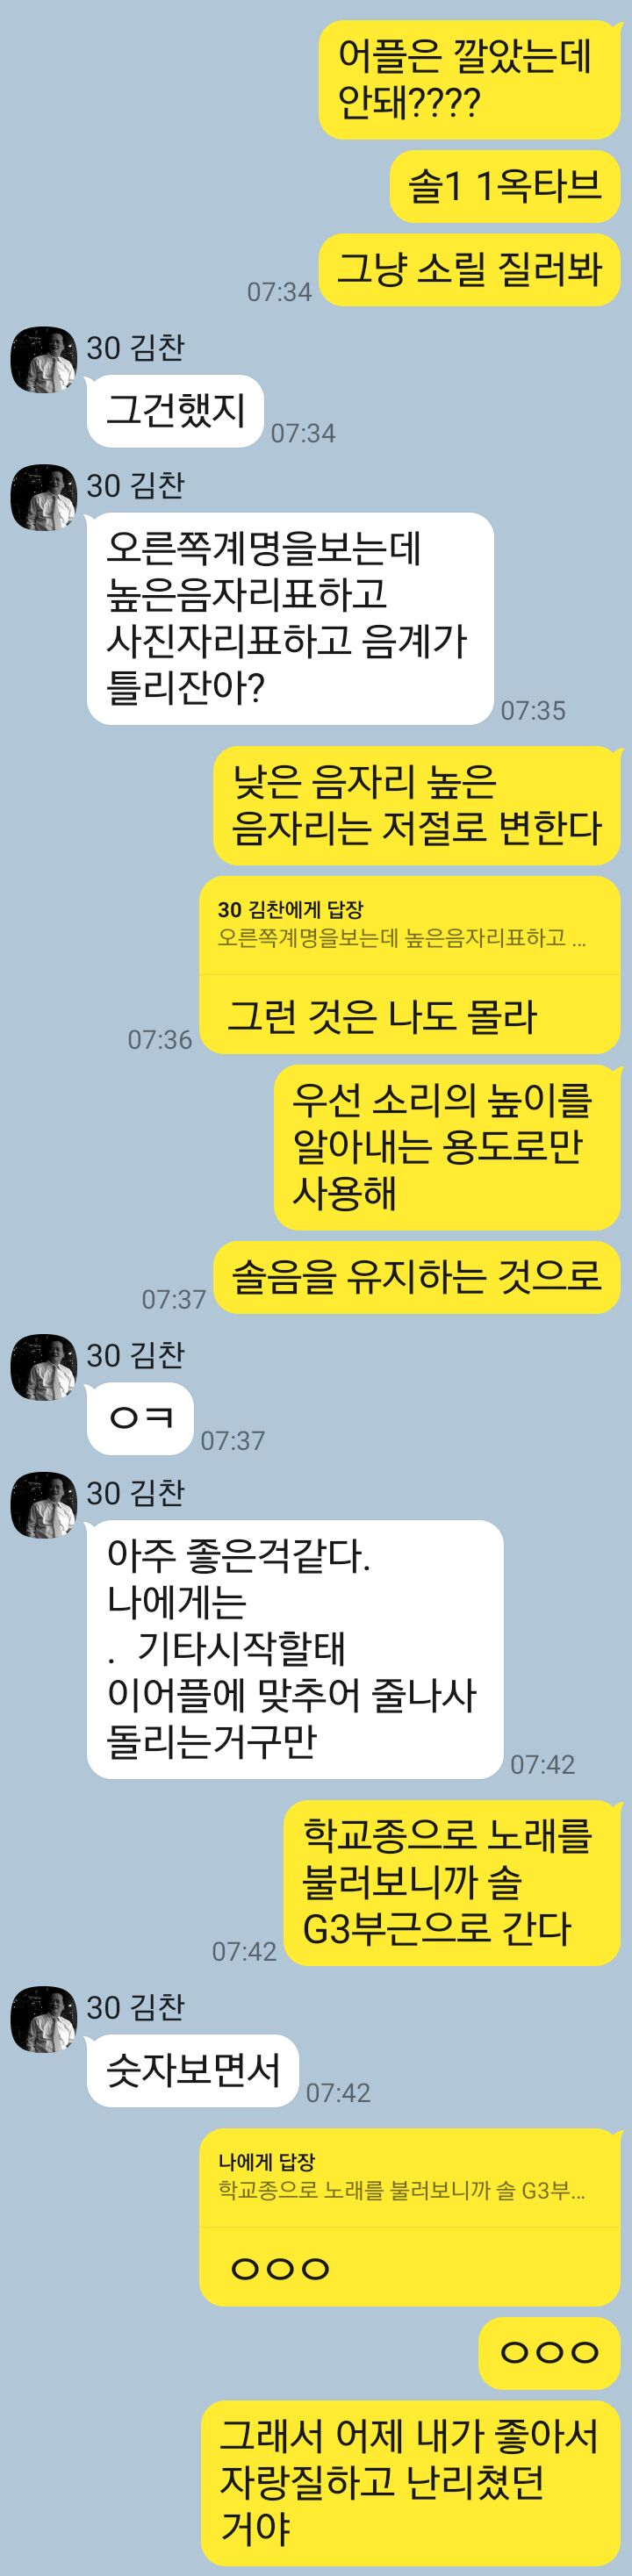 어플은 깔았는데
안돼????
솔1 1옥타브
그냥 소릴 질러봐
07:34
30 김찬
그건했지
07:34
30 김찬
오른쪽계명을보는데
높은음자리표하고
사진자리표하고 음계가
틀리잔아?
07:35
낮은 음자리 높은
음자리는 저절로 변한다
30 김찬에게 답장
오른쪽계명을보는데 높은음자리표하고 ...
그런 것은 나도 몰라
07:36
우선 소리의 높이를
알아내는 용도로만
사용해
솔음을 유지하는 것으로
07:37
30 김찬
ㅇㅋ
07:37
30 김찬
아주 좋은걱같다.
나에게는
. 기타시작할태
이어플에 맞추어 줄나사
돌리는거구만
07:42
학교종으로 노래를
불러보니까 솔
G3부근으로 간다
07:42
30 김찬
숫자보면서
07:42
나에게 답장
학교종으로 노래를 불러보니까 솔 G3부...
ㅇㅇㅇ
ㅇㅇㅇ
그래서 어제 내가 좋아서
자랑질하고 난리쳤던
거야